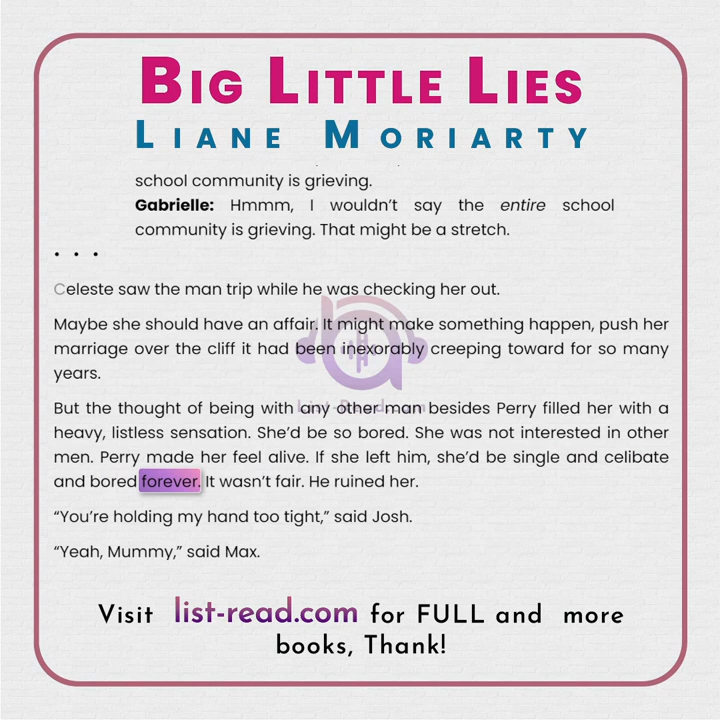 BIG LITTLE LIES
LIANE MORIARTY
school community is grieving.
Gabrielle: Hmmm, I wouldn't say the entire school
community is grieving. That might be a stretch.
• • •
Celeste saw the man trip while he was checking her out.
Maybe she should have an affair. It might make something happen, push her
marriage over the cliff it had been inexorably creeping toward for so many
years.
But the thought of being with any other man besides Perry filled her with a
heavy, listless sensation. She'd be so bored. She was not interested in other
men. Perry made her feel alive. If she left him, she'd be single and celibate
and bored forever. It wasn't fair. He ruined her.
“You're holding my hand too tight,” said Josh.
“Yeah, Mummy,” said Max.
Visit list-read.com for FULL and more
books, Thank!